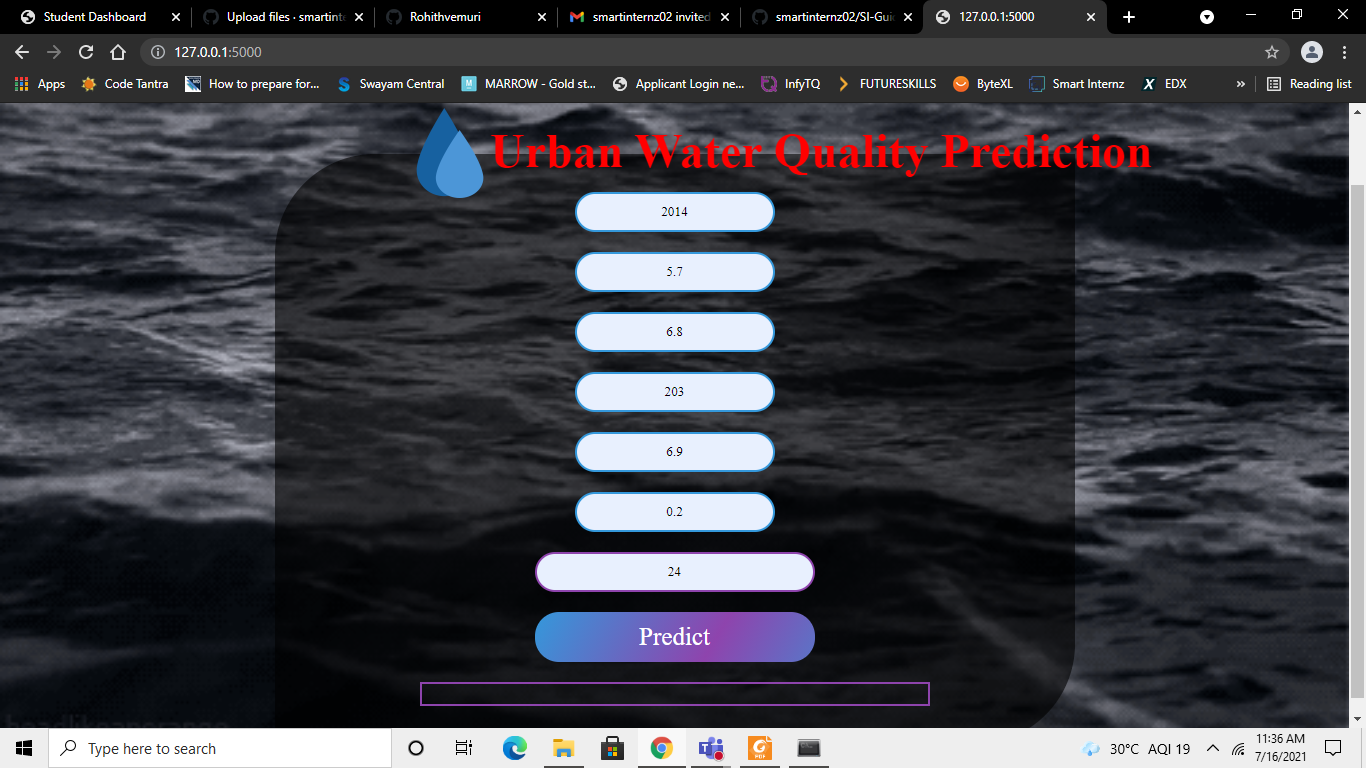 Student Dashboard
Upload files · smartinte
Rohithvemuri
smartinternz02 invited
smartinternz02/SI-Gui
127.0.0.1:5000
127.0.0.1:5000
Apps
Code Tantra
How to prepare for...
Swayam Central
MARROW - Gold st...
Applicant Login ne...
InfyTQ
FUTURESKILLS
ByteXL
Smart Internz
EDX
»
Reading list
Urban Water Quality Prediction
2014
5.7
6.8
203
6.9
0.2
24
Predict
headlikeanorange
Type here to search
30°C AQI 19
11:36 AM
7/16/2021